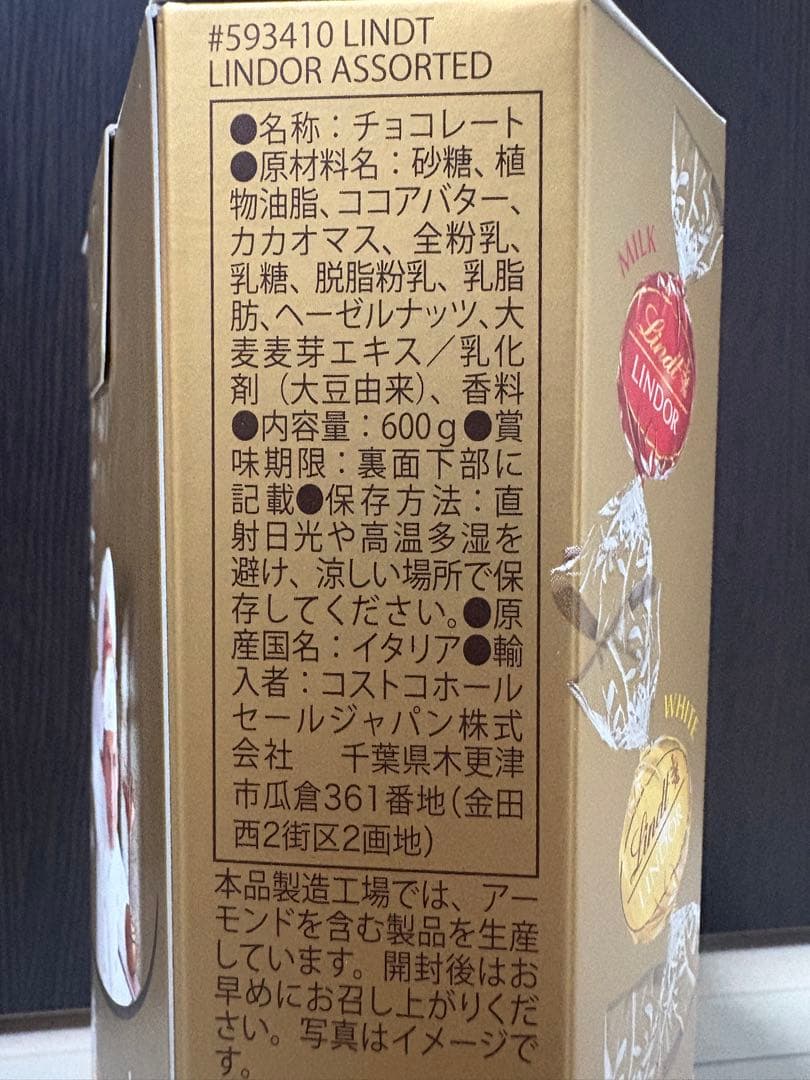 #593410 LINDT
LINDOR ASSORTED
●名称：チョコレート
●原材料名：砂糖、植
物油脂、ココアバター、
カカオマス、全粉乳、
乳糖、脱脂粉乳、乳脂
肪、ヘーゼルナッツ、大
麦麦芽エキス／乳化
剤（大豆由来）、香料
●内容量：600g●賞
味期限：裏面下部に
記載●保存方法：直
射日光や高温多湿を
避け、涼しい場所で保
存してください。●原
産国名：イタリア●輸
入者：コストコホール
セールジャパン株式
会社　千葉県木更津
市瓜倉361番地（金田
西2街区2画地）
本品製造工場では、アー
モンドを含む製品を生産
しています。開封後はお
早めにお召し上がりくだ
さい。写真はイメージで
す。
MILK
Lindt
LINDOR
WHITE
Lindt
LINDOR